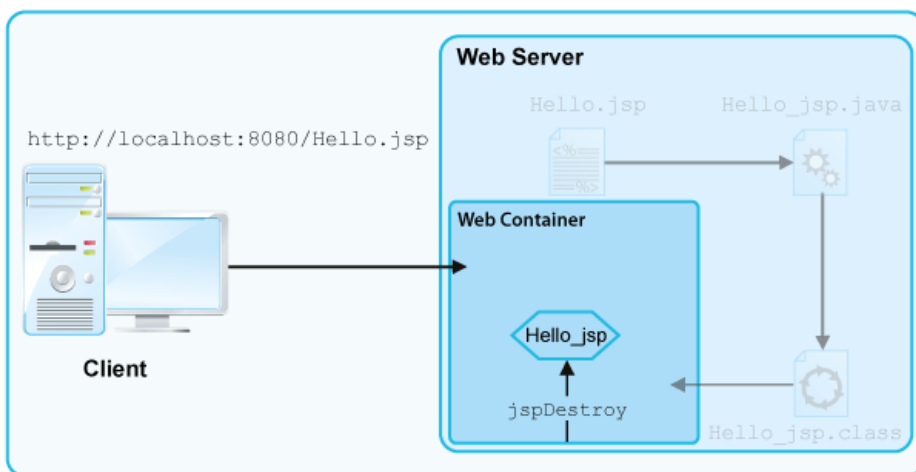 Web Server
Hello.jsp
Hello_jsp.java
http://localhost:8080/Hello.jsp
<%=
%>
Web Container
Hello_jsp
Client
jspDestroy
Hello_jsp.class